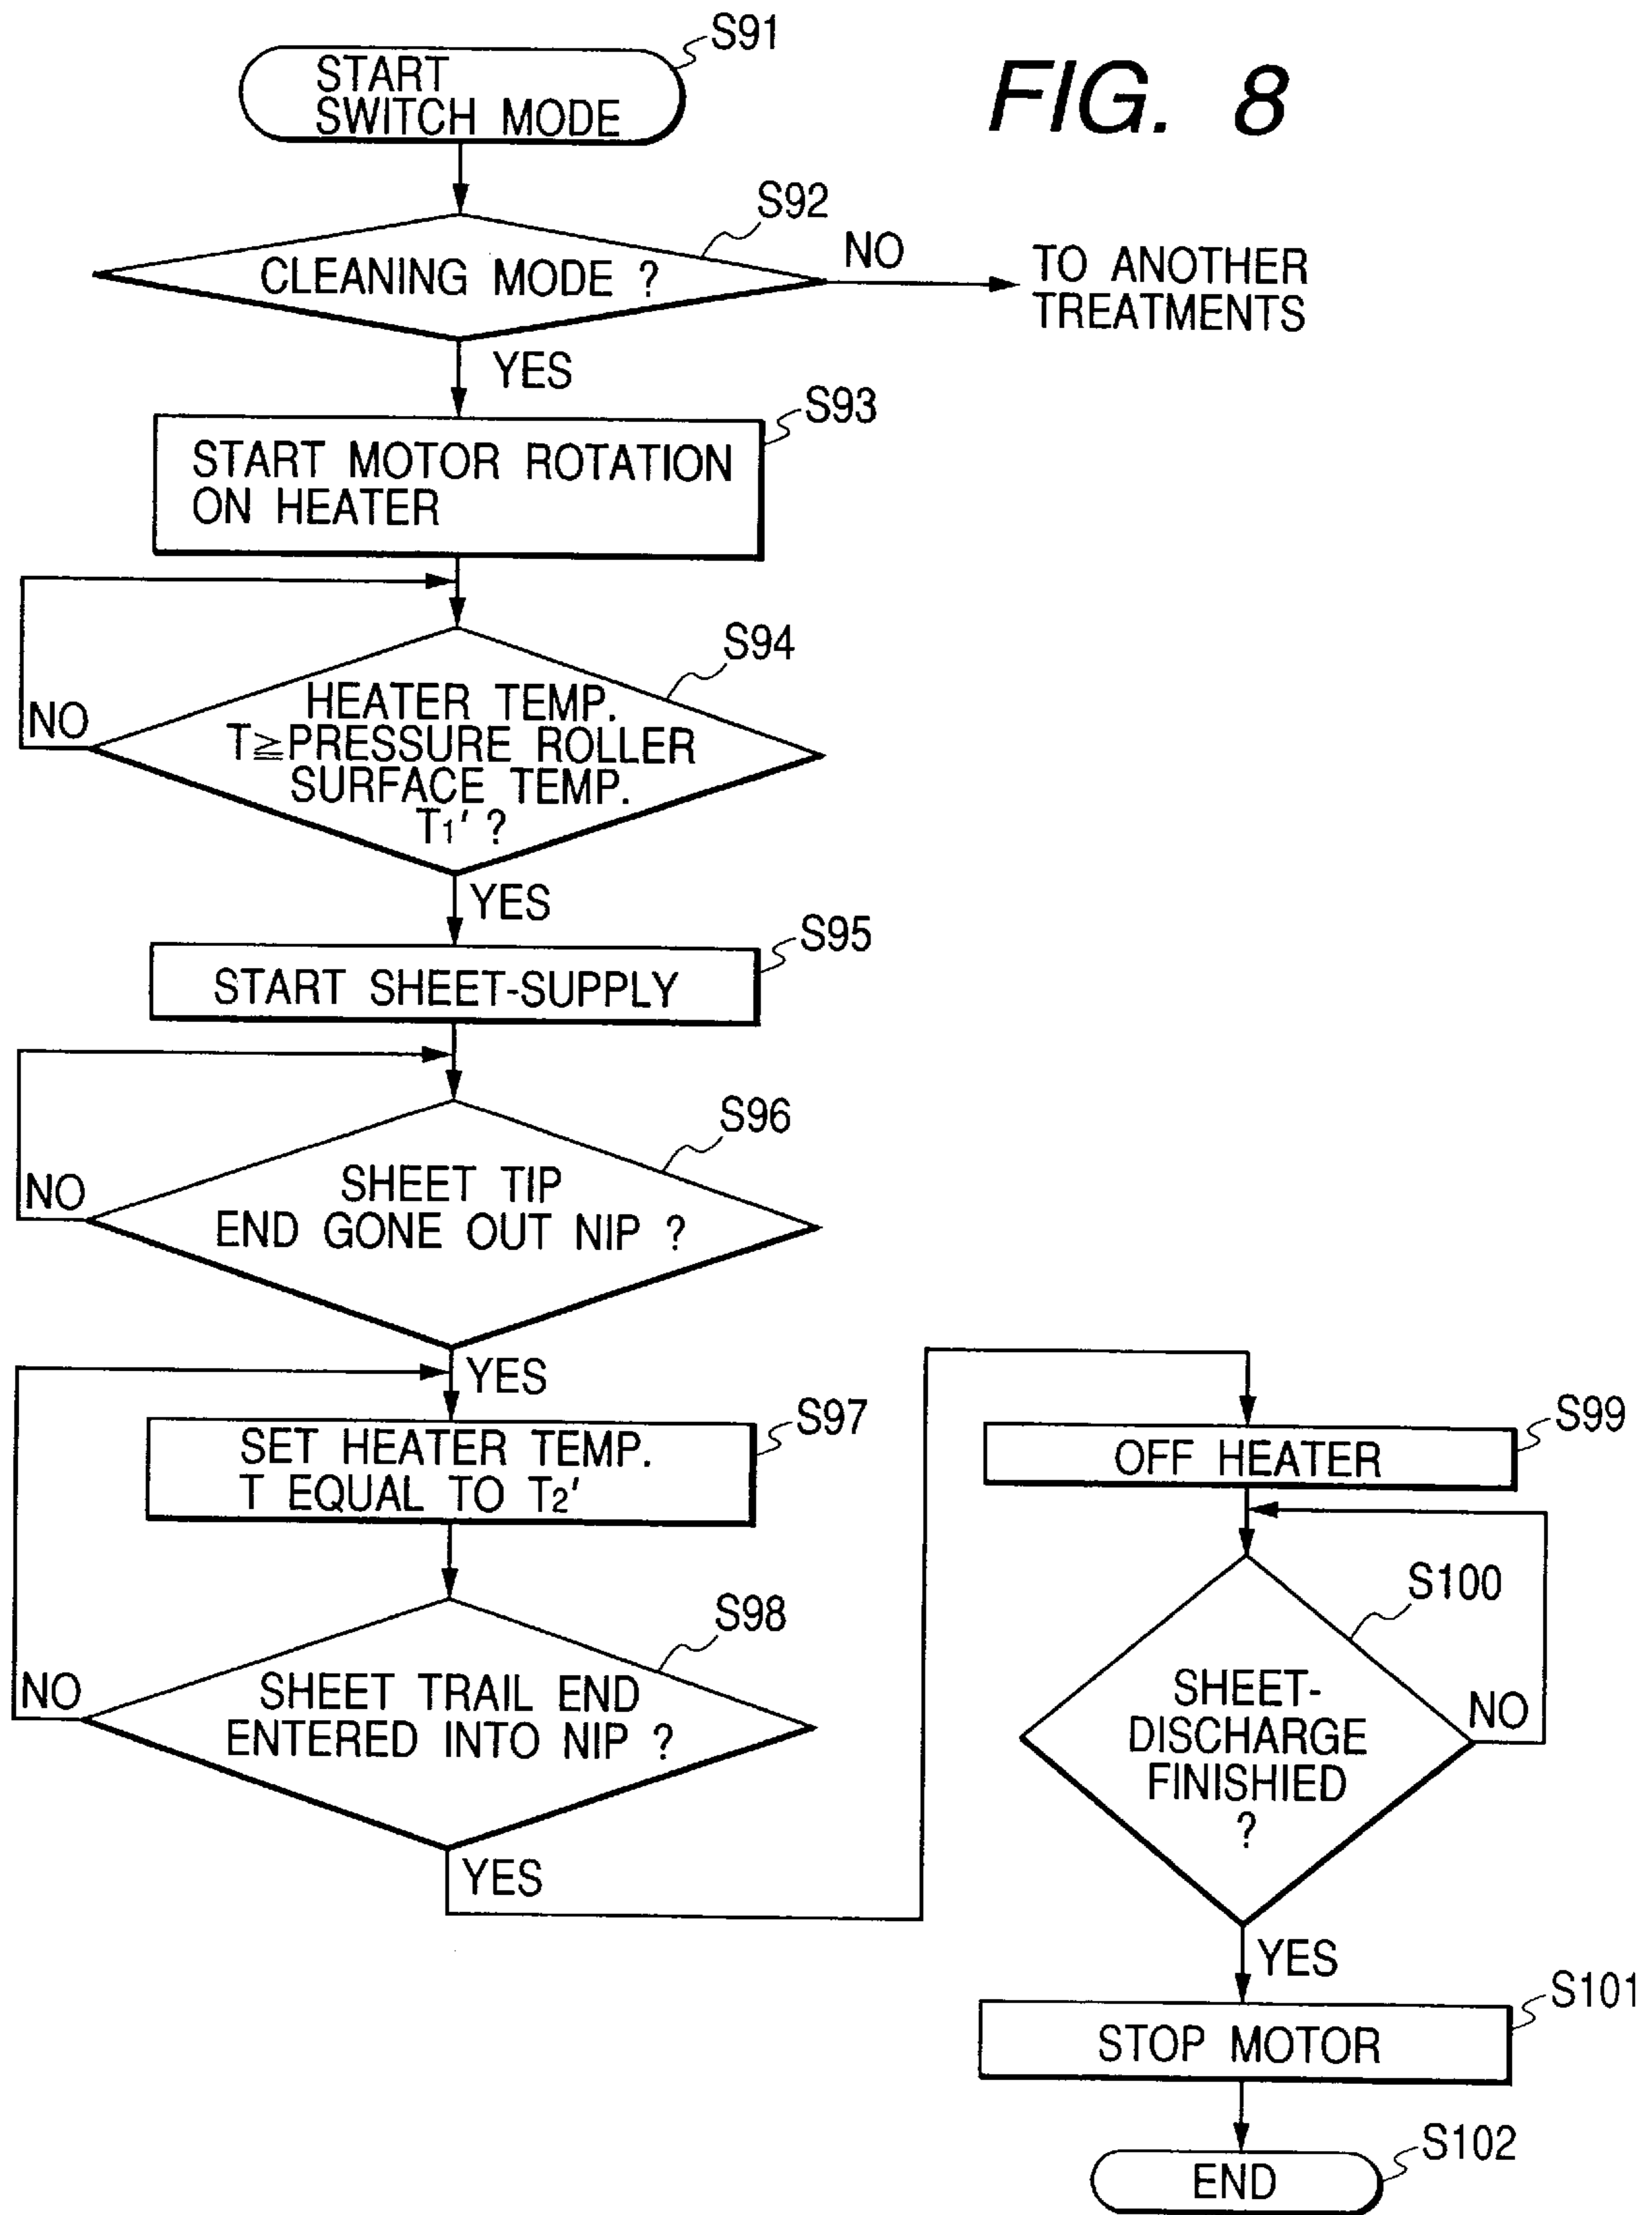 FIG. 8
S91
START
SWITCH MODE
S92
CLEANING MODE ?
NO
TO ANOTHER
TREATMENTS
YES
S93
START MOTOR ROTATION
ON HEATER
S94
HEATER TEMP.
T≧PRESSURE ROLLER
SURFACE TEMP.
T1' ?
NO
YES
S95
START SHEET-SUPPLY
S96
SHEET TIP
END GONE OUT NIP ?
NO
YES
S97
SET HEATER TEMP.
T EQUAL TO T2'
S98
SHEET TRAIL END
ENTERED INTO NIP ?
NO
YES
S99
OFF HEATER
S100
SHEET-
DISCHARGE
FINISHIED
?
NO
YES
S101
STOP MOTOR
S102
END